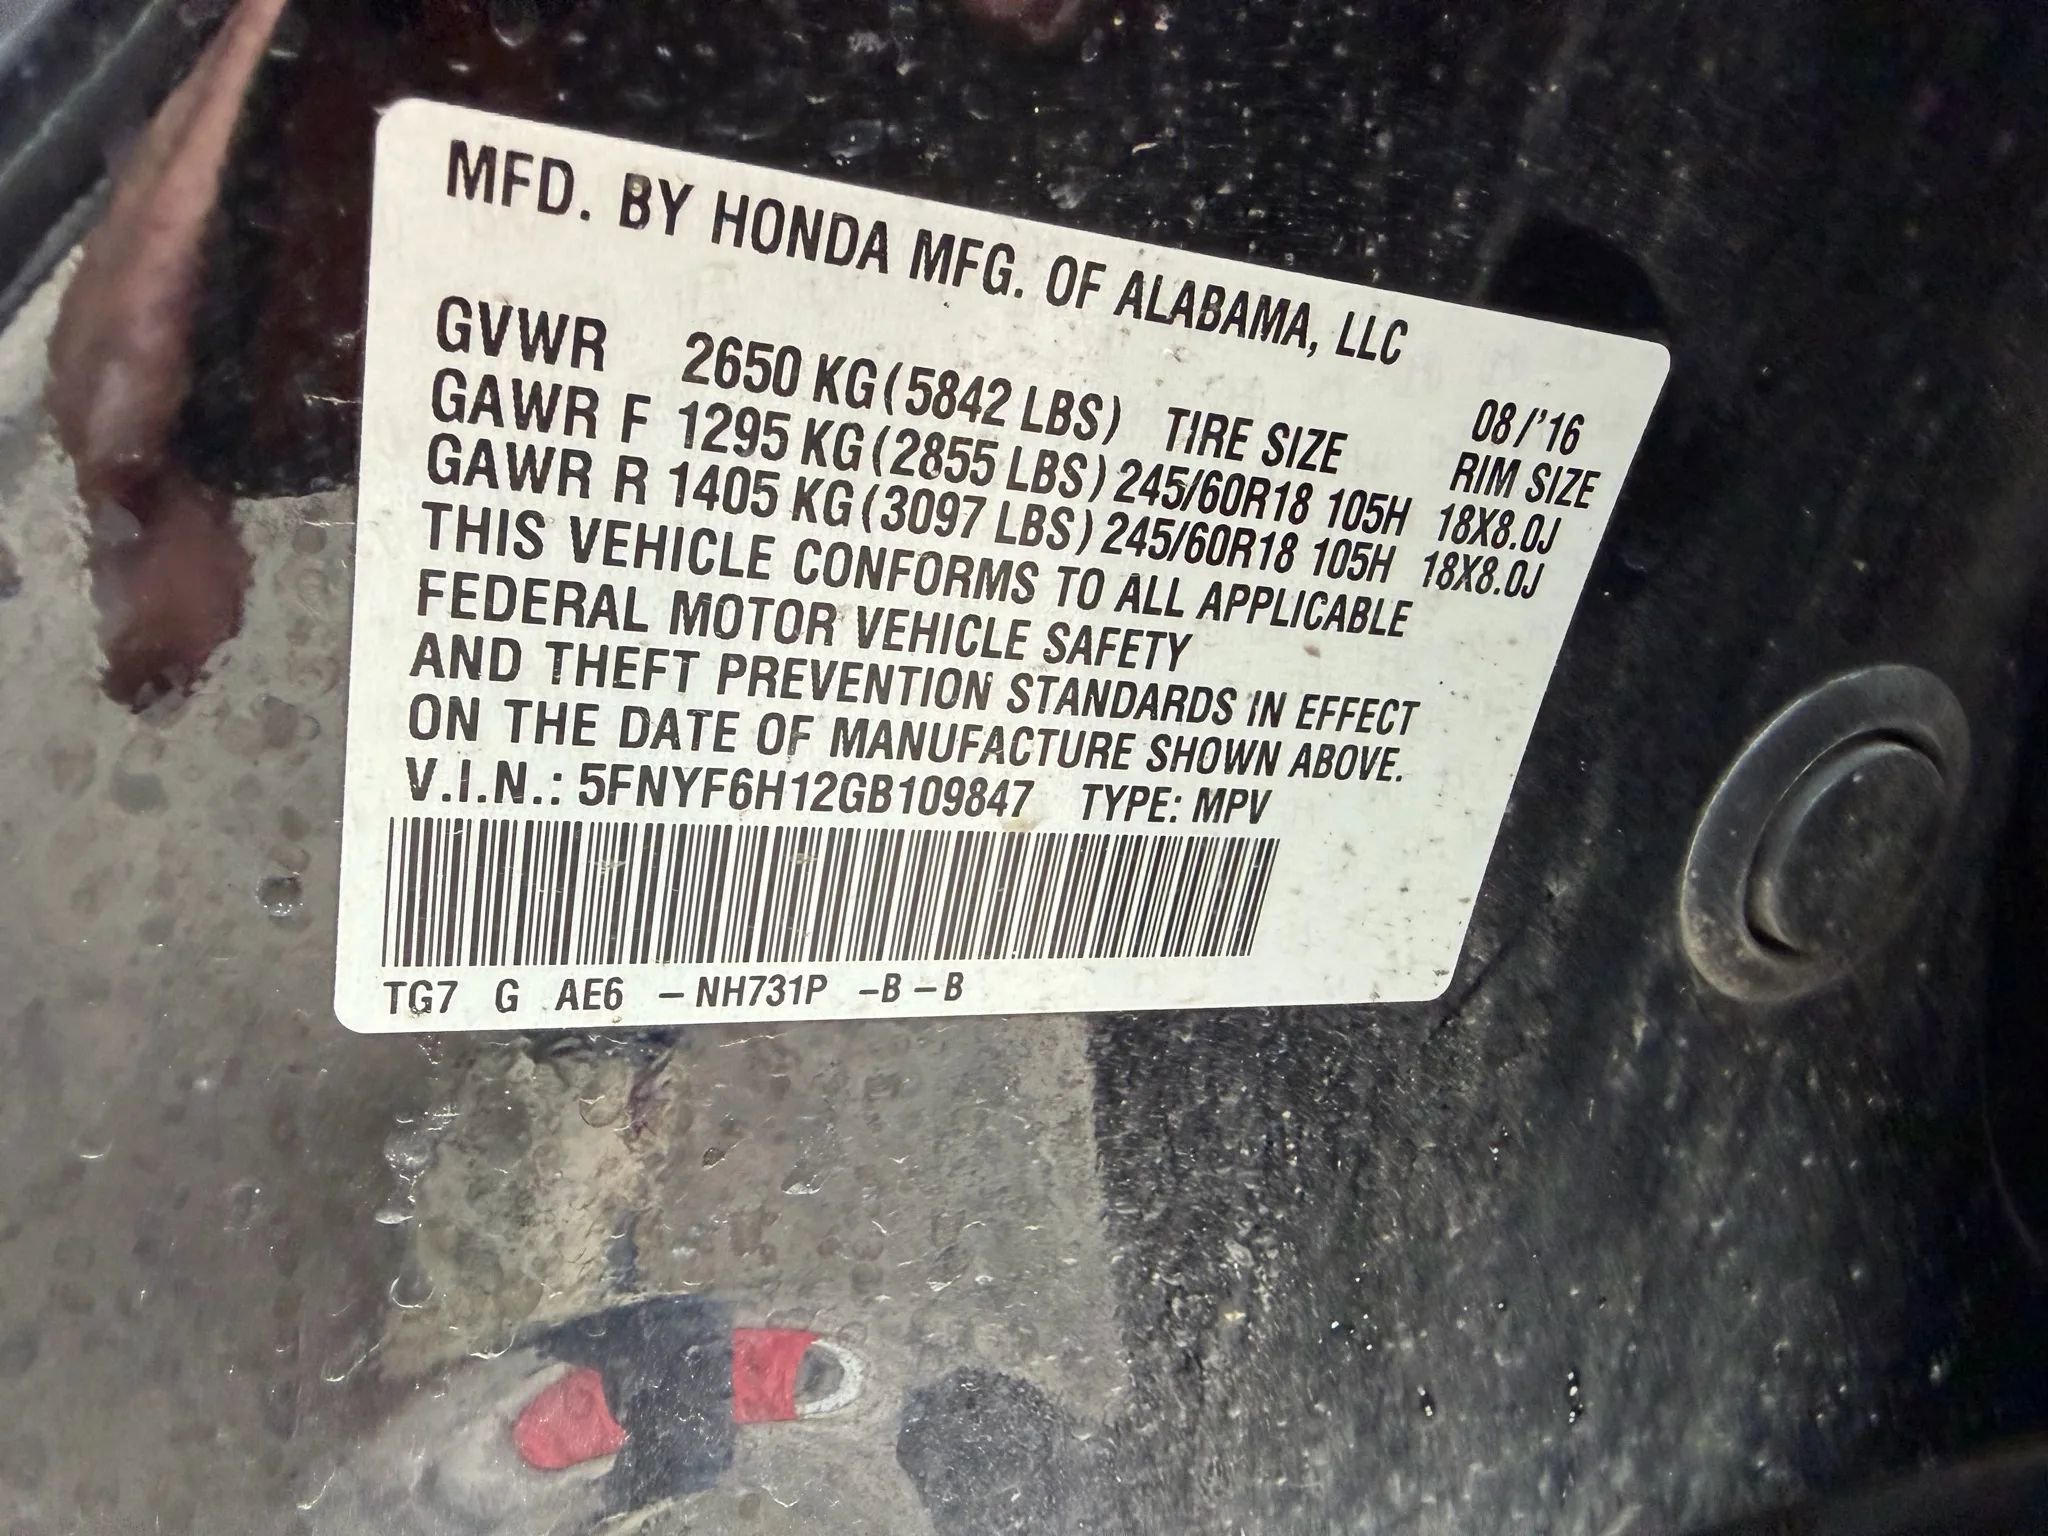 MFD. BY HONDA MFG. OF ALABAMA, LLC
08/'16
GVWR 2650 KG (5842 LBS) TIRE SIZE RIM SIZE
GAWR F 1295 KG (2855 LBS) 245/60R18 105H 18X8.0J
GAWR R 1405 KG (3097 LBS) 245/60R18 105H 18X8.0J
THIS VEHICLE CONFORMS TO ALL APPLICABLE
FEDERAL MOTOR VEHICLE SAFETY
AND THEFT PREVENTION STANDARDS IN EFFECT
ON THE DATE OF MANUFACTURE SHOWN ABOVE.
V.I.N.: 5FNYF6H12GB109847 TYPE: MPV
TG7 G AE6 – NH731P –B –B